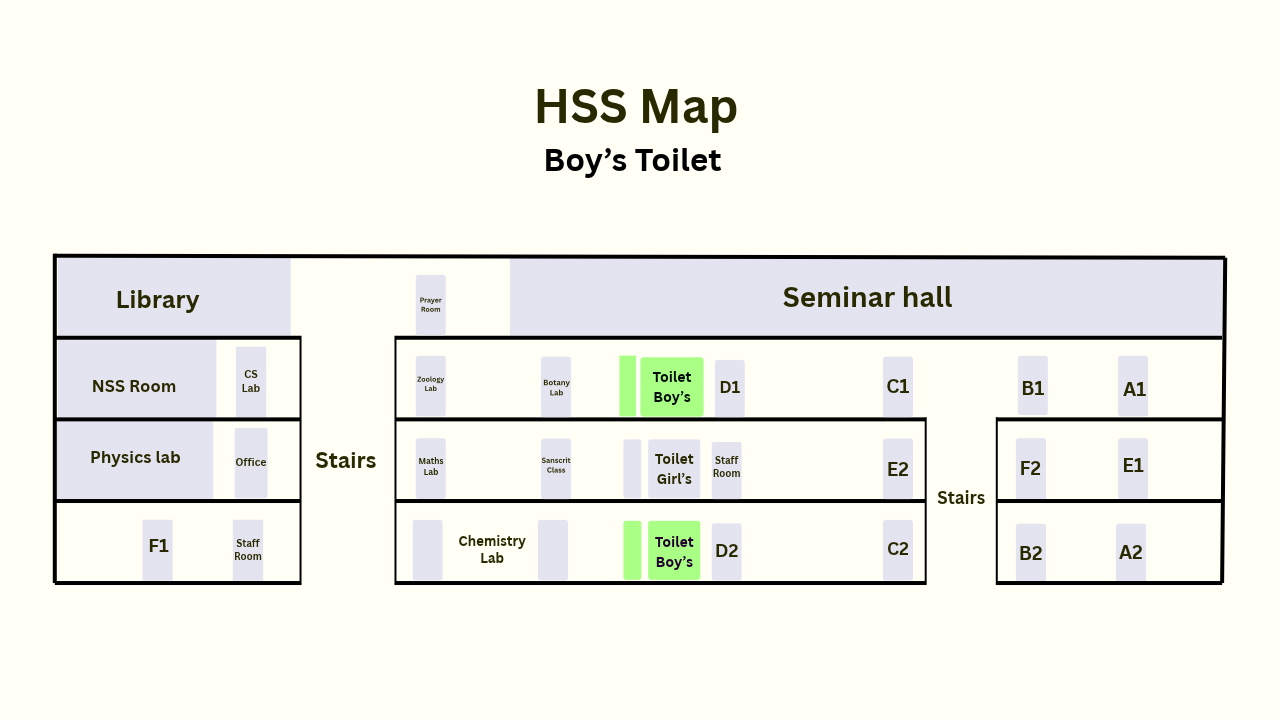 HSS Map
Boy's Toilet
Library
Prayer
Room
Seminar hall
NSS Room
CS
Lab
Zoology
Lab
Botany
Lab
Toilet
Boy's
D1
C1
B1
A1
Physics lab
Office
Stairs
Maths
Lab
Sanscrit
Class
Toilet
Girl's
Staff
Room
E2
Stairs
F2
E1
F1
Staff
Room
Chemistry
Lab
Toilet
Boy's
D2
C2
B2
A2